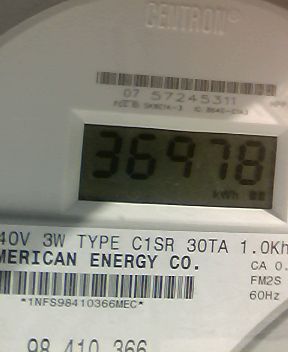 CENTRON
07 57245311
36978
kWh
40V 3W TYPE C1SR 30TA 1.0Kh
MERICAN ENERGY CO.
CA 0.
FM2S
60Hz
*1NFS98410366MEC*
98 410 366